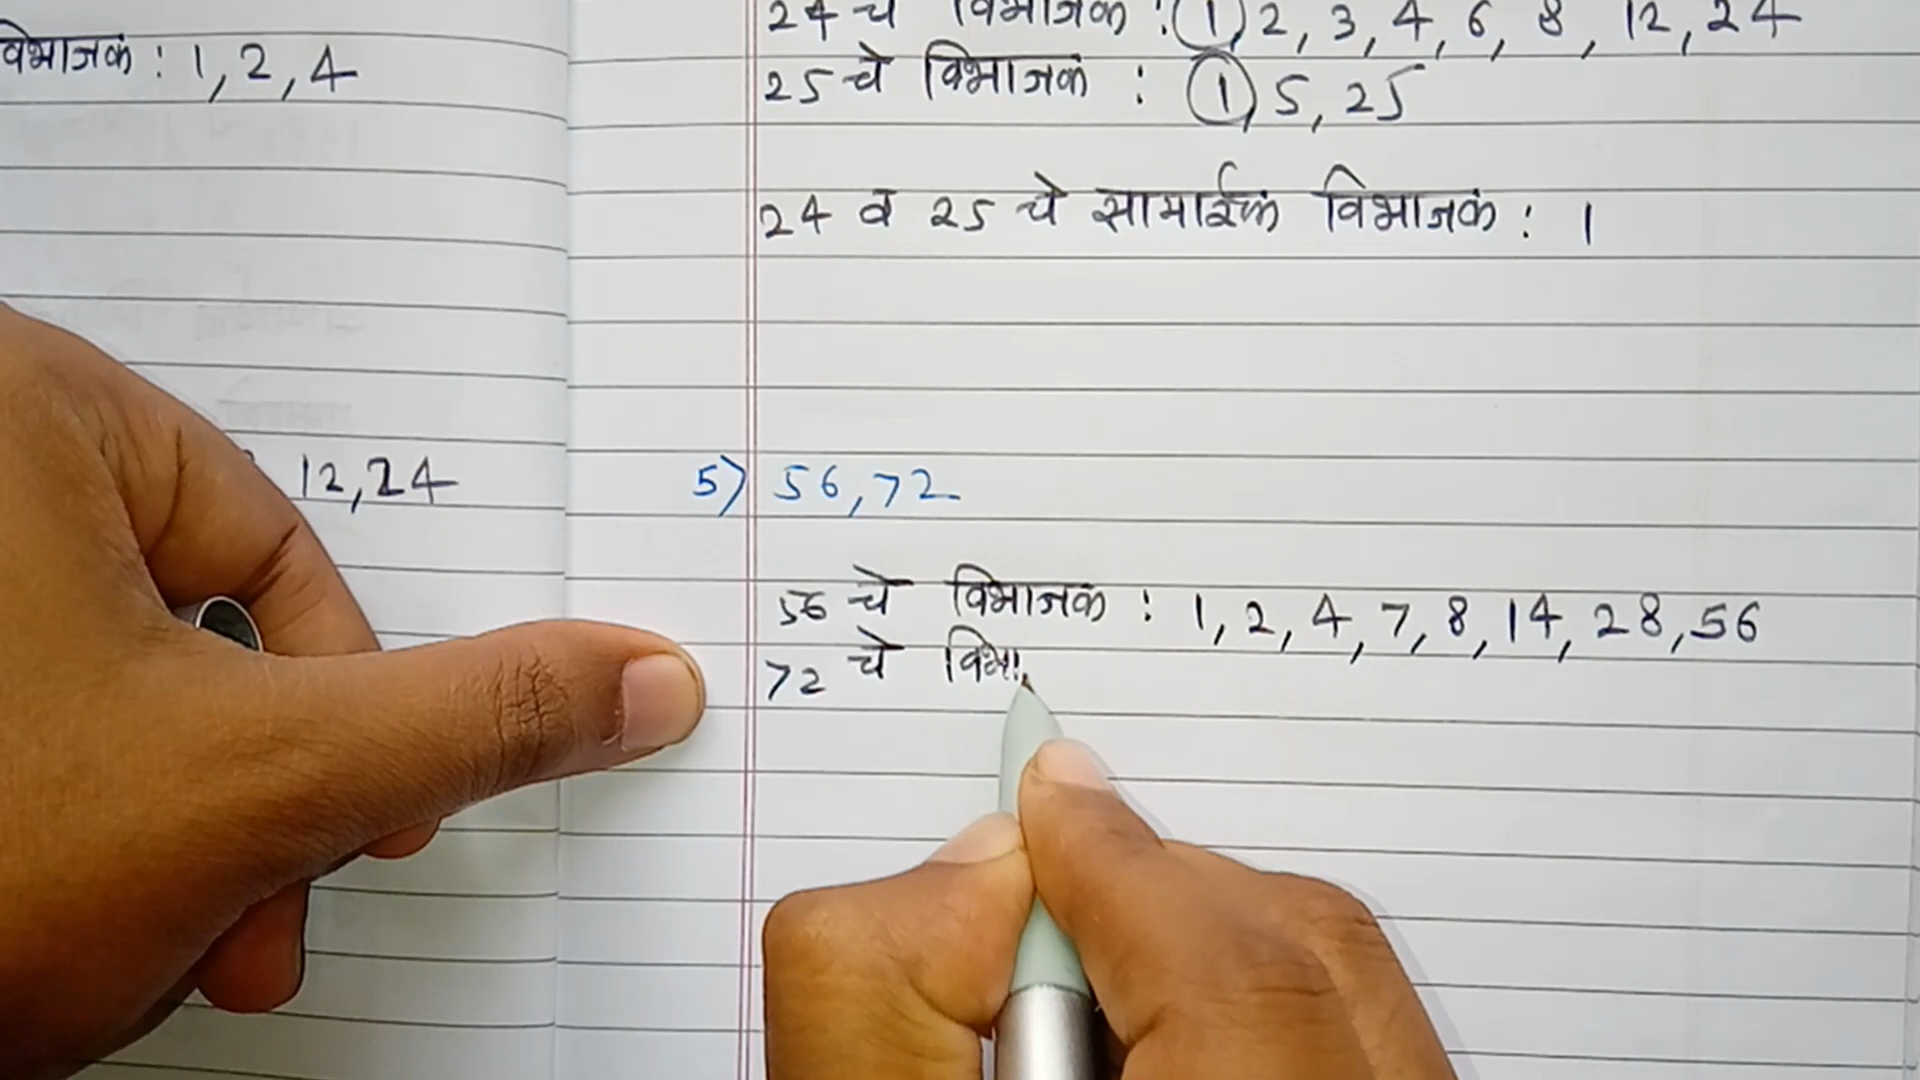 विभाजक : 1, 2, 4
12, 24
24 चे विभाजक : 1, 2, 3, 4, 6, 8, 12, 24
25 चे विभाजक : 1, 5, 25
24 व 25 चे सामाईक विभाजक : 1
5) 56, 72
56 चे विभाजक : 1, 2, 4, 7, 8, 14, 28, 56
72 चे विभा